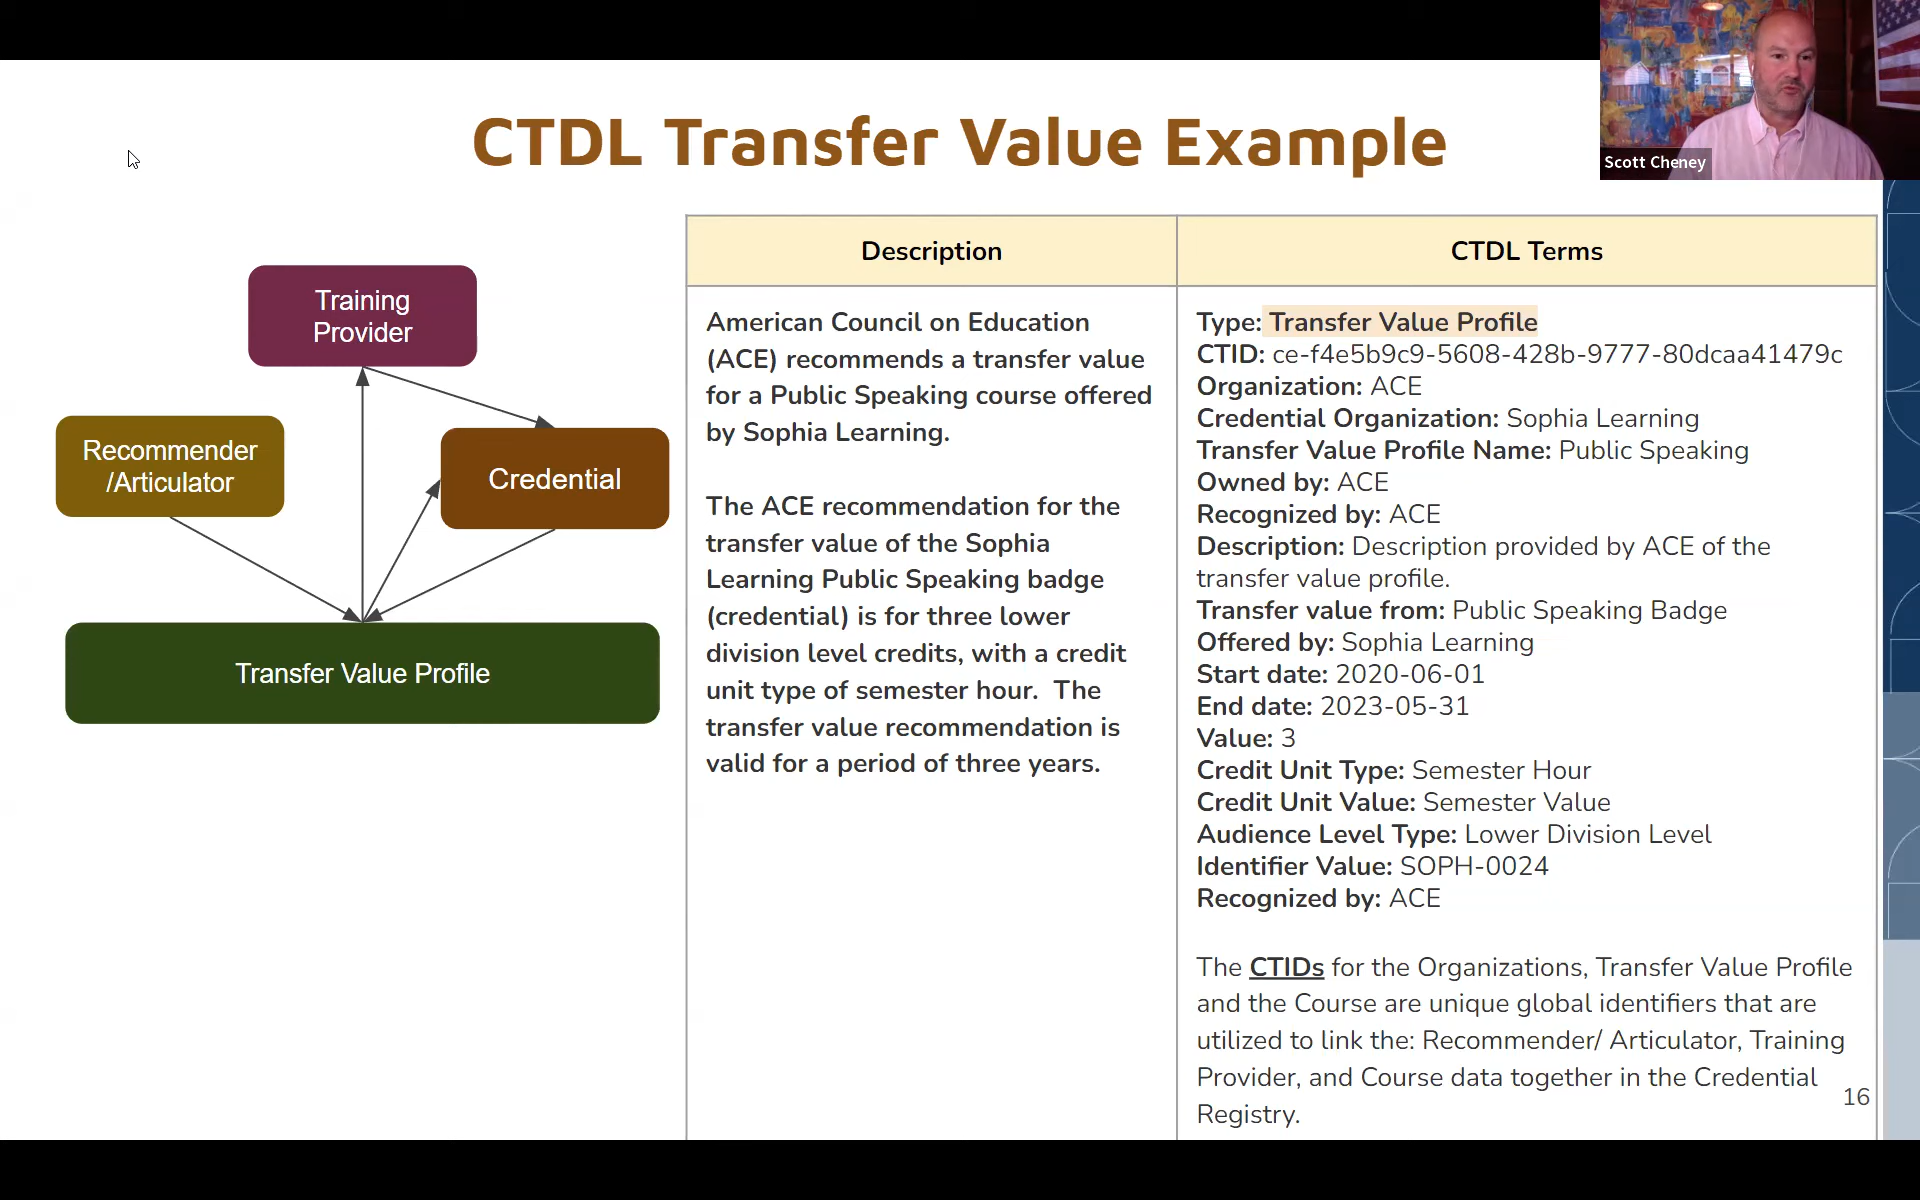 CTDL Transfer Value Example
Scott Cheney
Training
Provider
Recommender
/Articulator
Credential
Transfer Value Profile
Description
American Council on Education
(ACE) recommends a transfer value
for a Public Speaking course offered
by Sophia Learning.
The ACE recommendation for the
transfer value of the Sophia
Learning Public Speaking badge
(credential) is for three lower
division level credits, with a credit
unit type of semester hour.  The
transfer value recommendation is
valid for a period of three years.
CTDL Terms
Type: Transfer Value Profile
CTID: ce-f4e5b9c9-5608-428b-9777-80dcaa41479c
Organization: ACE
Credential Organization: Sophia Learning
Transfer Value Profile Name: Public Speaking
Owned by: ACE
Recognized by: ACE
Description: Description provided by ACE of the
transfer value profile.
Transfer value from: Public Speaking Badge
Offered by: Sophia Learning
Start date: 2020-06-01
End date: 2023-05-31
Value: 3
Credit Unit Type: Semester Hour
Credit Unit Value: Semester Value
Audience Level Type: Lower Division Level
Identifier Value: SOPH-0024
Recognized by: ACE
The CTIDs for the Organizations, Transfer Value Profile
and the Course are unique global identifiers that are
utilized to link the: Recommender/ Articulator, Training
Provider, and Course data together in the Credential
Registry.
16